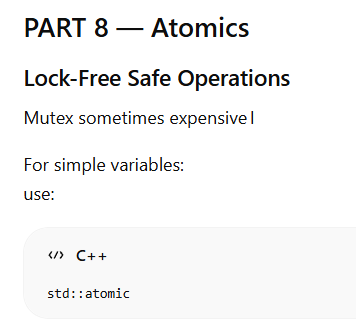 PART 8 — Atomics
Lock-Free Safe Operations
Mutex sometimes expensive
For simple variables:
use:
</> C++
std::atomic